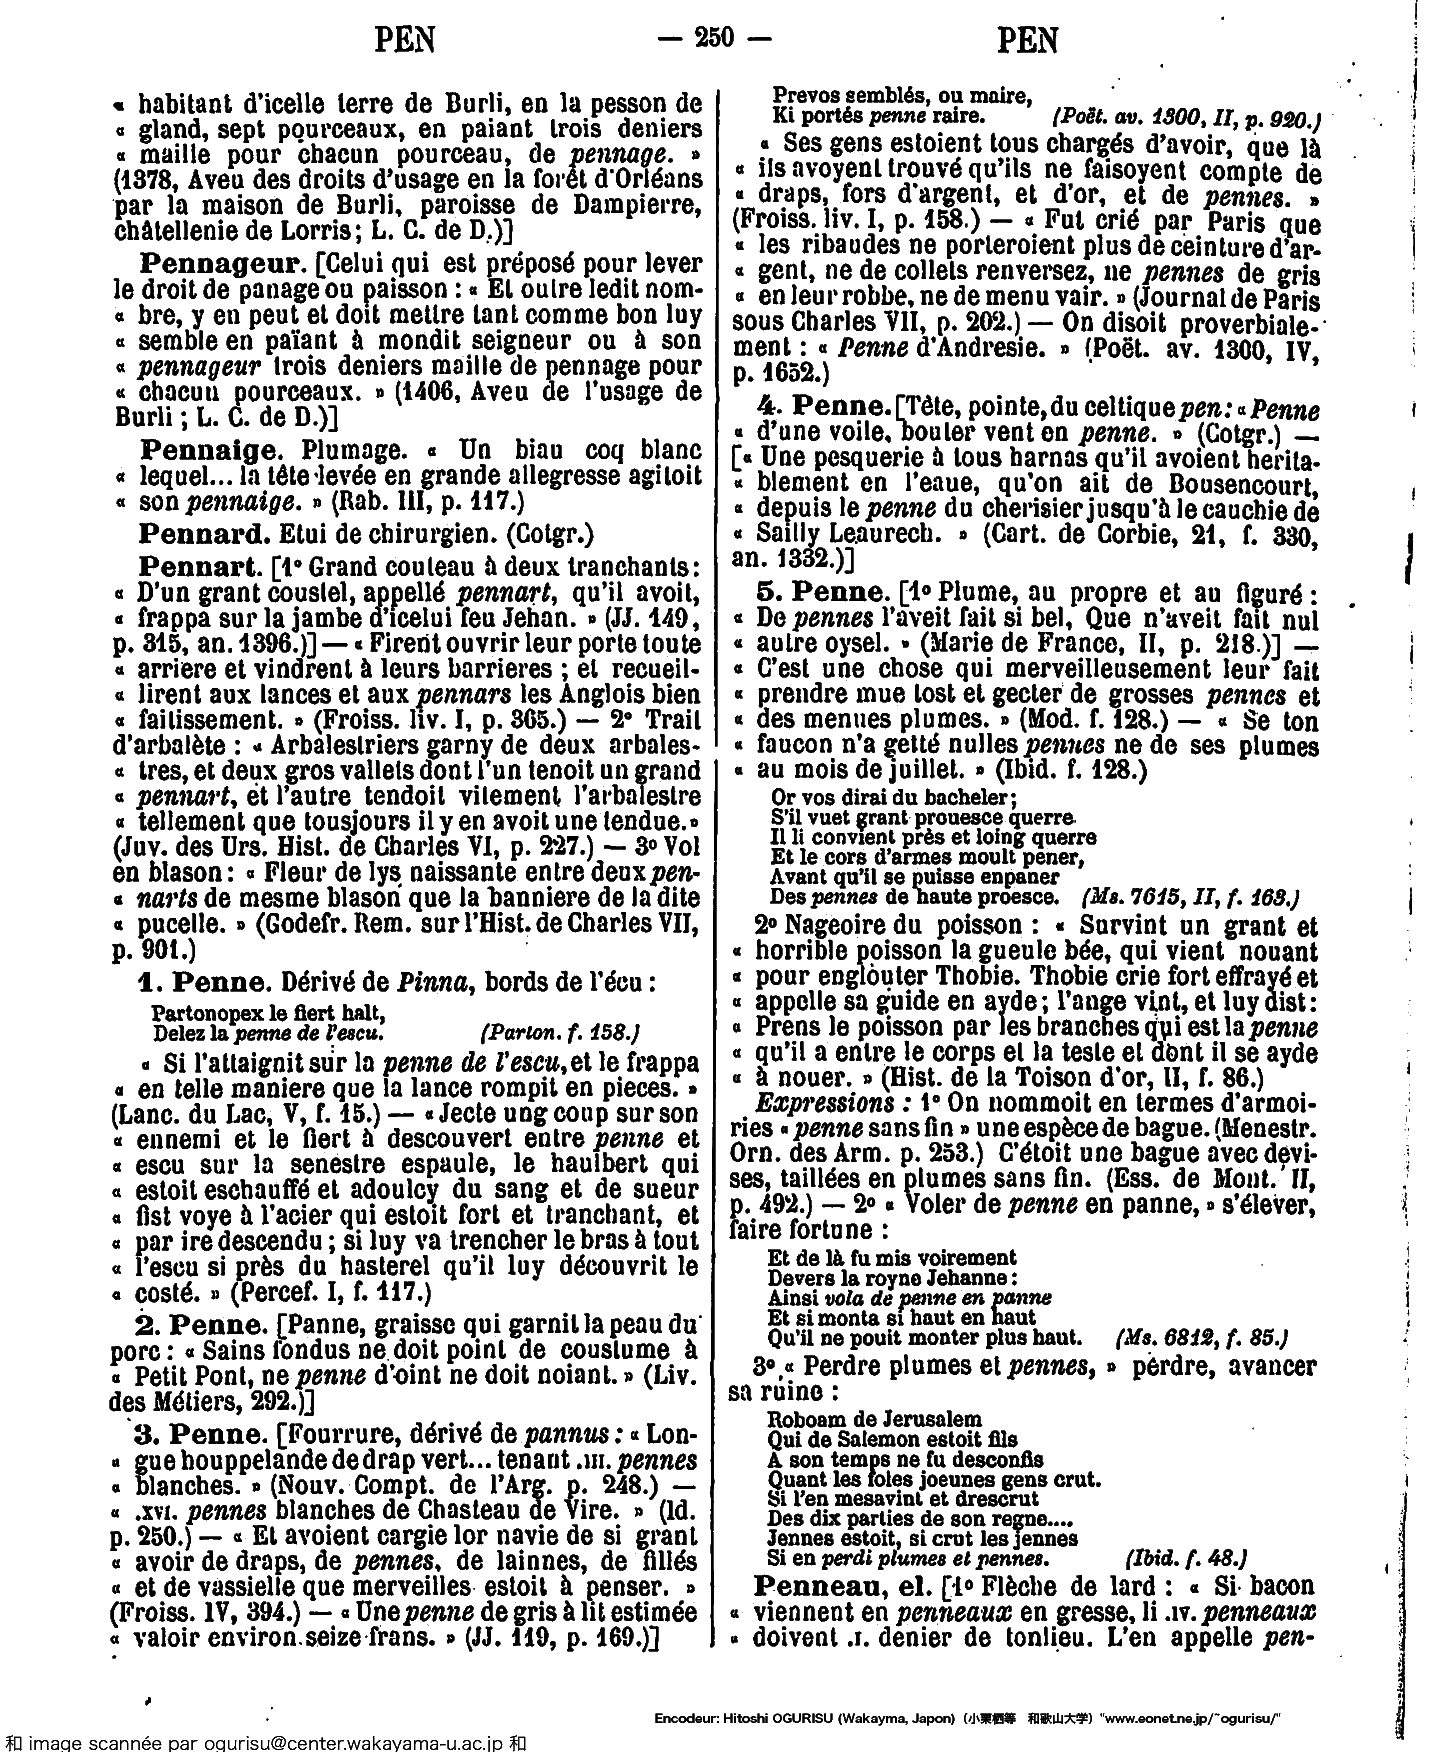 PEN
— 250 —
PEN
« habitant d'icelle terre de Burli, en la pesson de
« gland, sept pourceaux, en paiant trois deniers
« maille pour chacun pourceau, de pennage. »
(1378, Aveu des droits d'usage en la forêt d'Orléans
par la maison de Burli, paroisse de Dampierre,
châtellenie de Lorris; L. C. de D.)]
Pennageur. [Celui qui est préposé pour lever
le droit de panage ou paisson : « Et outre ledit nom-
« bre, y en peut et doit mettre tant comme bon luy
« semble en païant à mondit seigneur ou à son
« pennageur trois deniers maille de pennage pour
« chacun pourceaux. » (1406, Aveu de l'usage de
Burli ; L. C. de D.)]
Pennaige. Plumage. « Un biau coq blanc
« lequel... la tête levée en grande allegresse agitoit
« son pennaige. » (Rab. III, p. 117.)
Pennard. Etui de chirurgien. (Cotgr.)
Pennart. [1° Grand couteau à deux tranchants:
« D'un grant coustel, appellé pennart, qu'il avoit,
« frappa sur la jambe d'icelui feu Jehan. » (JJ. 149,
p. 315, an. 1396.)] — « Firent ouvrir leur porte toute
« arriere et vindrent à leurs barrieres ; et recueil-
« lirent aux lances et aux pennars les Anglois bien
« faitissement. » (Froiss. liv. I, p. 365.) — 2° Trait
d'arbalète : « Arbalestriers garny de deux arbales-
« tres, et deux gros vallets dont l'un tenoit un grand
« pennart, et l'autre tendoit vitement l'arbalestre
« tellement que tousjours il y en avoit une tendue.»
(Juv. des Urs. Hist. de Charles VI, p. 227.) — 3° Vol
en blason : « Fleur de lys naissante entre deux pen-
« narts de mesme blason que la banniere de la dite
« pucelle. » (Godefr. Rem. sur l'Hist. de Charles VII,
p. 901.)
1. Penne. Dérivé de Pinna, bords de l'écu :
Partonopex le fiert halt,
Delez la penne de l'escu. (Parton. f. 158.)
« Si l'attaignit sur la penne de l'escu, et le frappa
« en telle maniere que la lance rompit en pieces. »
(Lanc. du Lac, V, f. 15.) — « Jecte ung coup sur son
« ennemi et le fiert à descouvert entre penne et
« escu sur la senestre espaule, le haulbert qui
« estoit eschauffé et adoulcy du sang et de sueur
« fist voye à l'acier qui estoit fort et tranchant, et
« par ire descendu ; si luy va trencher le bras à tout
« l'escu si près du hasterel qu'il luy découvrit le
« costé. » (Percef. I, f. 117.)
2. Penne. [Panne, graisse qui garnit la peau du
porc : « Sains fondus ne doit point de coustume à
« Petit Pont, ne penne d'oint ne doit noiant. » (Liv.
des Métiers, 292.)]
3. Penne. [Fourrure, dérivé de pannus : « Lon-
« gue houppelande de drap vert... tenant .III. pennes
« blanches. » (Nouv. Compt. de l'Arg. p. 248.) —
« .XVI. pennes blanches de Chasteau de Vire. » (Id.
p. 250.) — « Et avoient cargie lor navie de si grant
« avoir de draps, de pennes, de lainnes, de fillés
« et de vassielle que merveilles estoit à penser. »
(Froiss. IV, 394.) — « Une penne de gris à lit estimée
« valoir environ seize frans. » (JJ. 119, p. 169.)]
Prevos semblés, ou maire,
Ki portés penne raire. (Poët. av. 1300, II, p. 920.)
« Ses gens estoient tous chargés d'avoir, que là
« ils avoyent trouvé qu'ils ne faisoyent compte de
« draps, fors d'argent, et d'or, et de pennes. »
(Froiss. liv. I, p. 158.) — « Fut crié par Paris que
« les ribaudes ne porteroient plus de ceinture d'ar-
« gent, ne de collets renversez, ne pennes de gris
« en leur robbe, ne de menu vair. » (Journal de Paris
sous Charles VII, p. 202.) — On disoit proverbiale-
ment : « Penne d'Andresie. » (Poët. av. 1300, IV,
p. 1652.)
4. Penne. [Tête, pointe, du celtique pen: « Penne
« d'une voile, bouter vent en penne. » (Cotgr.) —
[« Une pesquerie à tous harnas qu'il avoient herita-
« blement en l'eaue, qu'on ait de Bousencourt,
« depuis le penne du cherisier jusqu'à le cauchie de
« Sailly Leaurech. » (Cart. de Corbie, 21, f. 330,
an. 1332.)]
5. Penne. [1° Plume, au propre et au figuré :
« De pennes l'aveit fait si bel, Que n'aveit fait nul
« autre oysel. » (Marie de France, II, p. 218.)] —
« C'est une chose qui merveilleusement leur fait
« prendre mue tost et gecter de grosses pennes et
« des menues plumes. » (Mod. f. 128.) — « Se ton
« faucon n'a getté nulles pennes ne de ses plumes
« au mois de juillet. » (Ibid. f. 128.)
Or vos dirai du bacheler;
S'il vuet grant prouesce querre
Il li convient près et loing querre
Et le cors d'armes moult pener,
Avant qu'il se puisse enpaner
Des pennes de haute proesce. (Ms. 7615, II, f. 163.)
2° Nageoire du poisson : « Survint un grant et
« horrible poisson la gueule bée, qui vient nouant
« pour englouter Thobie. Thobie crie fort effrayé et
« appelle sa guide en ayde ; l'ange vint, et luy dist:
« Prens le poisson par les branches qui est la penne
« qu'il a entre le corps et la teste et dont il se ayde
« à nouer. » (Hist. de la Toison d'or, II, f. 86.)
Expressions : 1° On nommoit en termes d'armoi-
ries « penne sans fin » une espèce de bague. (Menestr.
Orn. des Arm. p. 253.) C'étoit une bague avec devi-
ses, taillées en plumes sans fin. (Ess. de Mont. II,
p. 492.) — 2° « Voler de penne en panne, » s'élever,
faire fortune :
Et de là fu mis voirement
Devers la royne Jehanne :
Ainsi vola de penne en panne
Et si monta si haut en haut
Qu'il ne pouit monter plus haut. (Ms. 6812, f. 85.)
3° « Perdre plumes et pennes, » perdre, avancer
sa ruine :
Roboam de Jerusalem
Qui de Salemon estoit fils
A son temps ne fu desconfis
Quant les foles joeunes gens crut.
Si l'en mesavint et drescrut
Des dix parties de son regne....
Jennes estoit, si crut les jennes
Si en perdi plumes et pennes. (Ibid. f. 48.)
Penneau, el. [1° Flèche de lard : « Si bacon
« viennent en penneaux en gresse, li .IV. penneaux
« doivent .I. denier de tonlieu. L'en appelle pen-
Encodeur: Hitoshi OGURISU (Wakayma, Japon) (小栗栖等 和歌山大学) "www.eonet.ne.jp/~ogurisu/"
和 image scannée par ogurisu@center.wakayama-u.ac.jp 和